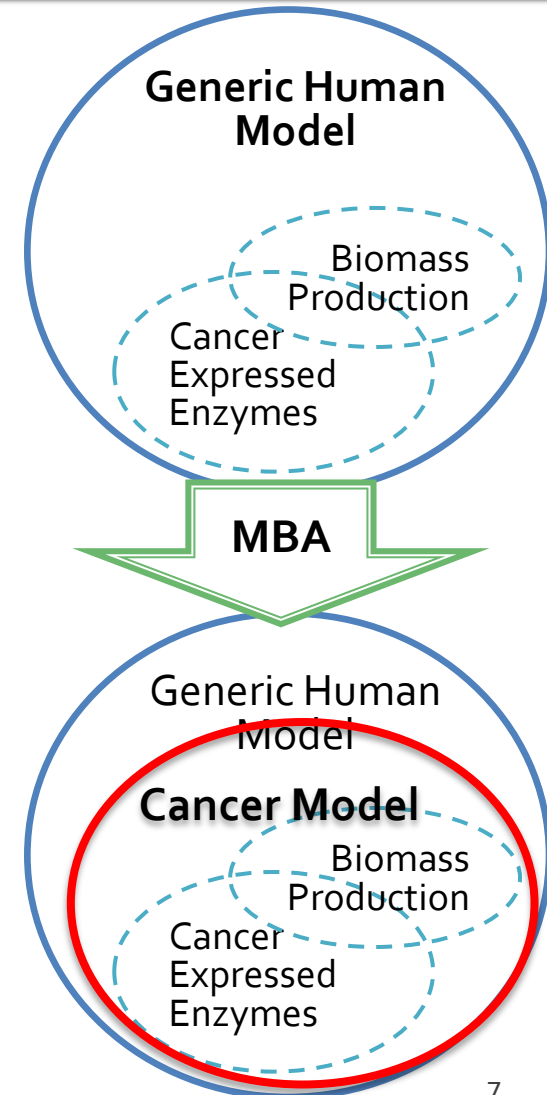 Generic Human
Model
Biomass
Production
Cancer
Expressed
Enzymes
MBA
Generic Human
Model
Cancer Model
Biomass
Production
Cancer
Expressed
Enzymes
7